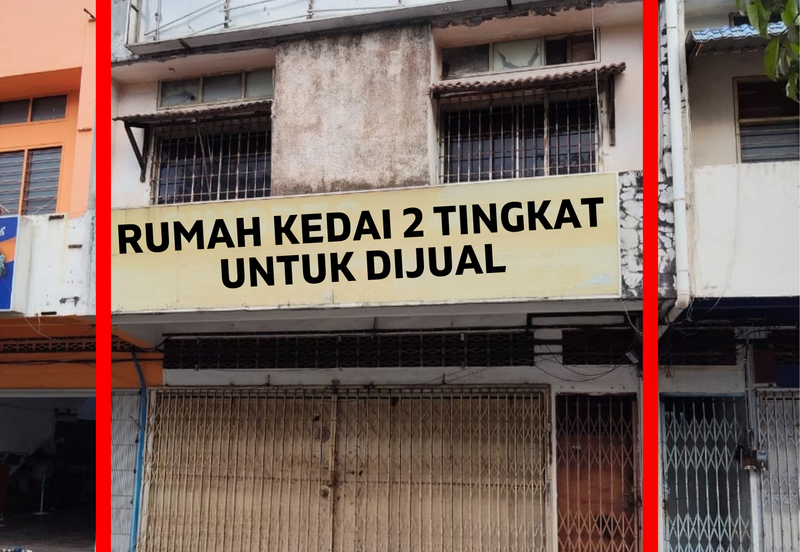 RUMAH KEDAI 2 TINGKAT
UNTUK DIJUAL